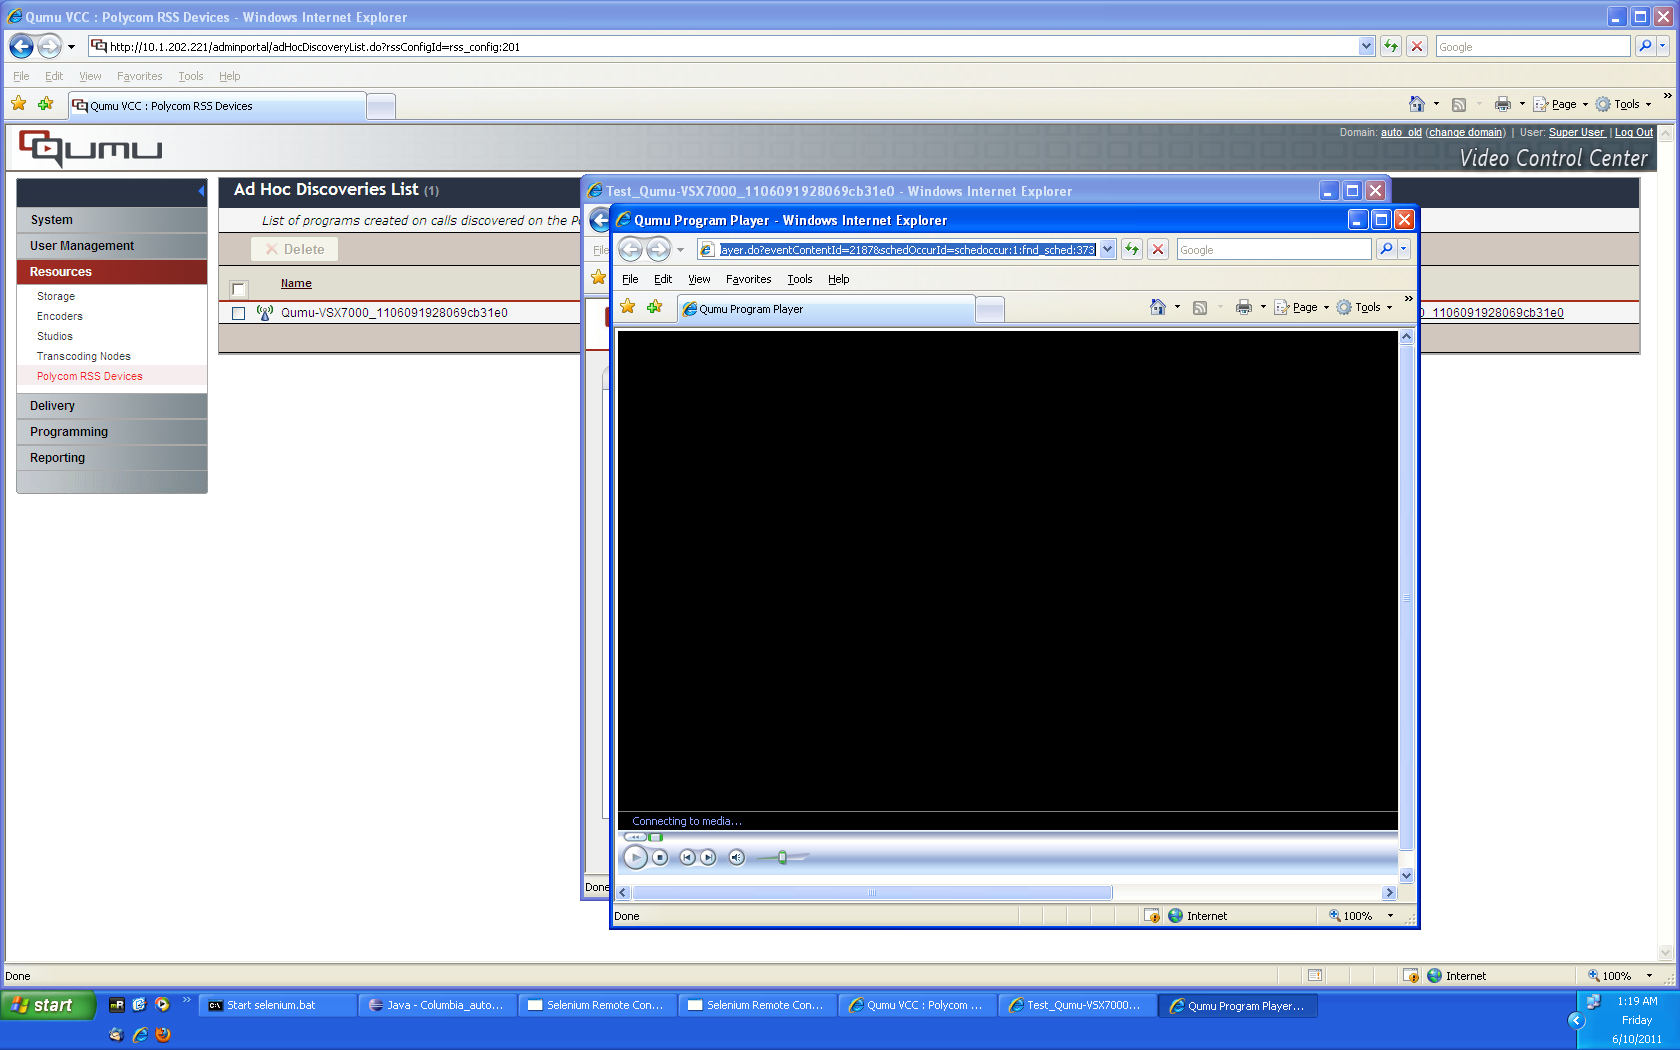 Qumu VCC : Polycom RSS Devices - Windows Internet Explorer
http://10.1.202.221/adminportal/adHocDiscoveryList.do?rssConfigId=rss_config:201
Google
File Edit View Favorites Tools Help
Qumu VCC : Polycom RSS Devices
Page Tools
Qumu
Domain: auto_old (change domain) | User: Super User | Log Out
Video Control Center
System
User Management
Resources
Storage
Encoders
Studios
Transcoding Nodes
Polycom RSS Devices
Delivery
Programming
Reporting
Ad Hoc Discoveries List (1)
List of programs created on calls discovered on the
Delete
Name
Qumu-VSX7000_1106091928069cb31e0
0_1106091928069cb31e0
Test_Qumu-VSX7000_1106091928069cb31e0 - Windows Internet Explorer
File
Done
Qumu Program Player - Windows Internet Explorer
ayer.do?eventContentId=2187&schedOccurId=schedoccur:1:fnd_sched:373
Google
File Edit View Favorites Tools Help
Qumu Program Player
Page Tools
Connecting to media...
Done
Internet
100%
Done
Internet
100%
start
Start selenium.bat
Java - Columbia_auto...
Selenium Remote Con...
Selenium Remote Con...
Qumu VCC : Polycom ...
Test_Qumu-VSX7000...
Qumu Program Player...
1:19 AM
Friday
6/10/2011